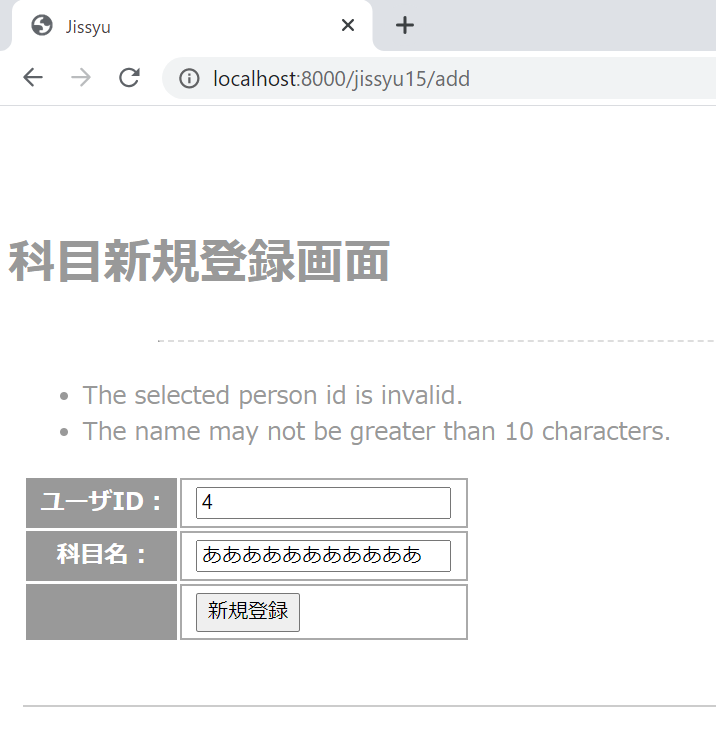 Jissyu
localhost:8000/jissyu15/add
科目新規登録画面
The selected person id is invalid.
The name may not be greater than 10 characters.
ユーザID： 4
科目名： あああああああああああ
新規登録